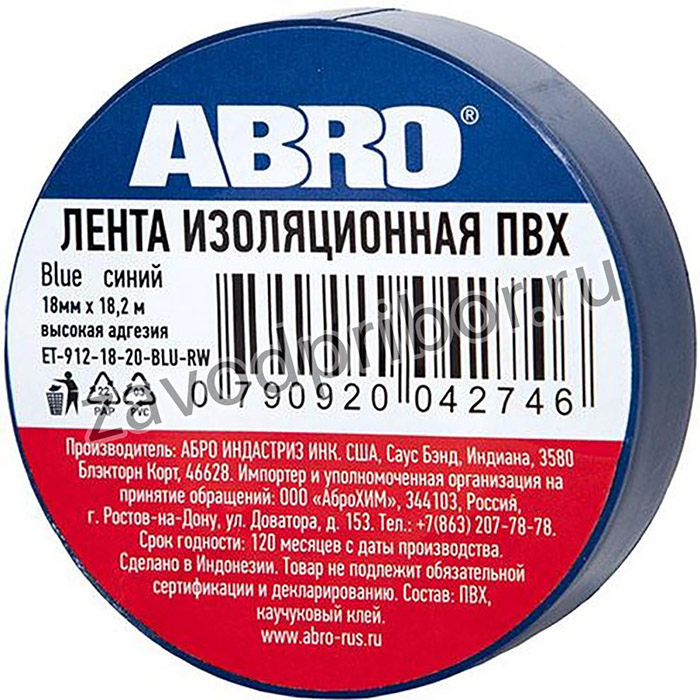 ABRO®
ЛЕНТА ИЗОЛЯЦИОННАЯ ПВХ
Blue синий
18мм x 18,2 м
высокая адгезия
ET-912-18-20-BLU-RW
22 03
PAP PVC
0 790920 042746
Производитель: АБРО ИНДАСТРИЗ ИНК. США, Саус Бэнд, Индиана, 3580
Блэкторн Корт, 46628. Импортер и уполномоченная организация на
принятие обращений: ООО «АброХИМ», 344103, Россия,
г. Ростов-на-Дону, ул. Доватора, д. 153. Тел.: +7(863) 207-78-78.
Срок годности: 120 месяцев с даты производства.
Сделано в Индонезии. Товар не подлежит обязательной
сертификации и декларированию. Состав: ПВХ,
каучуковый клей.
www.abro-rus.ru
zavodpribor.ru